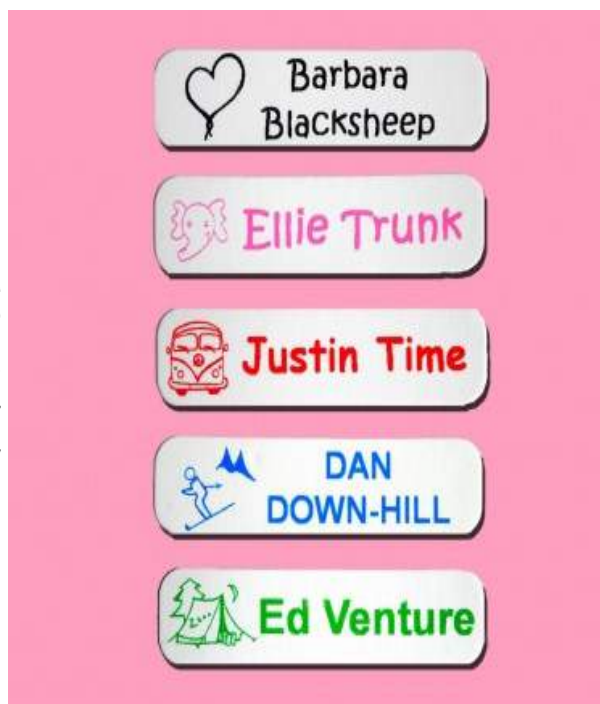 Barbara
Blacksheep
Ellie Trunk
Justin Time
DAN
DOWN-HILL
Ed Venture